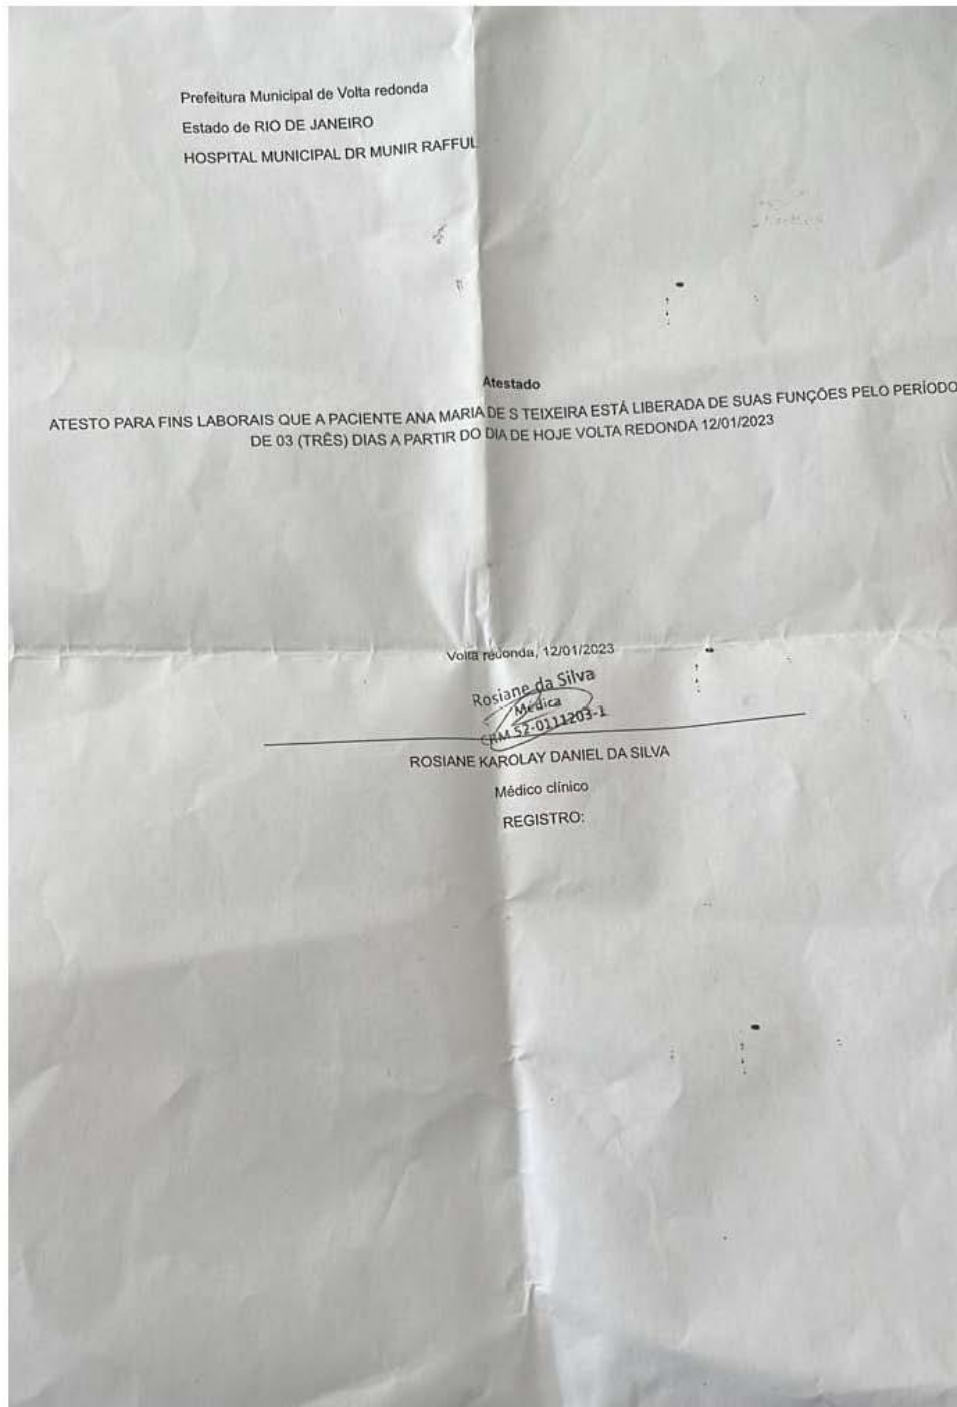 Prefeitura Municipal de Volta redonda
Estado de RIO DE JANEIRO
HOSPITAL MUNICIPAL DR MUNIR RAFFUL
Atestado
ATESTO PARA FINS LABORAIS QUE A PACIENTE ANA MARIA DE S TEIXEIRA ESTÁ LIBERADA DE SUAS FUNÇÕES PELO PERÍODO
DE 03 (TRÊS) DIAS A PARTIR DO DIA DE HOJE VOLTA REDONDA 12/01/2023
Volta redonda, 12/01/2023
Rosiane da Silva
Médica
CRM 52-0111203-1
ROSIANE KAROLAY DANIEL DA SILVA
Médico clínico
REGISTRO: